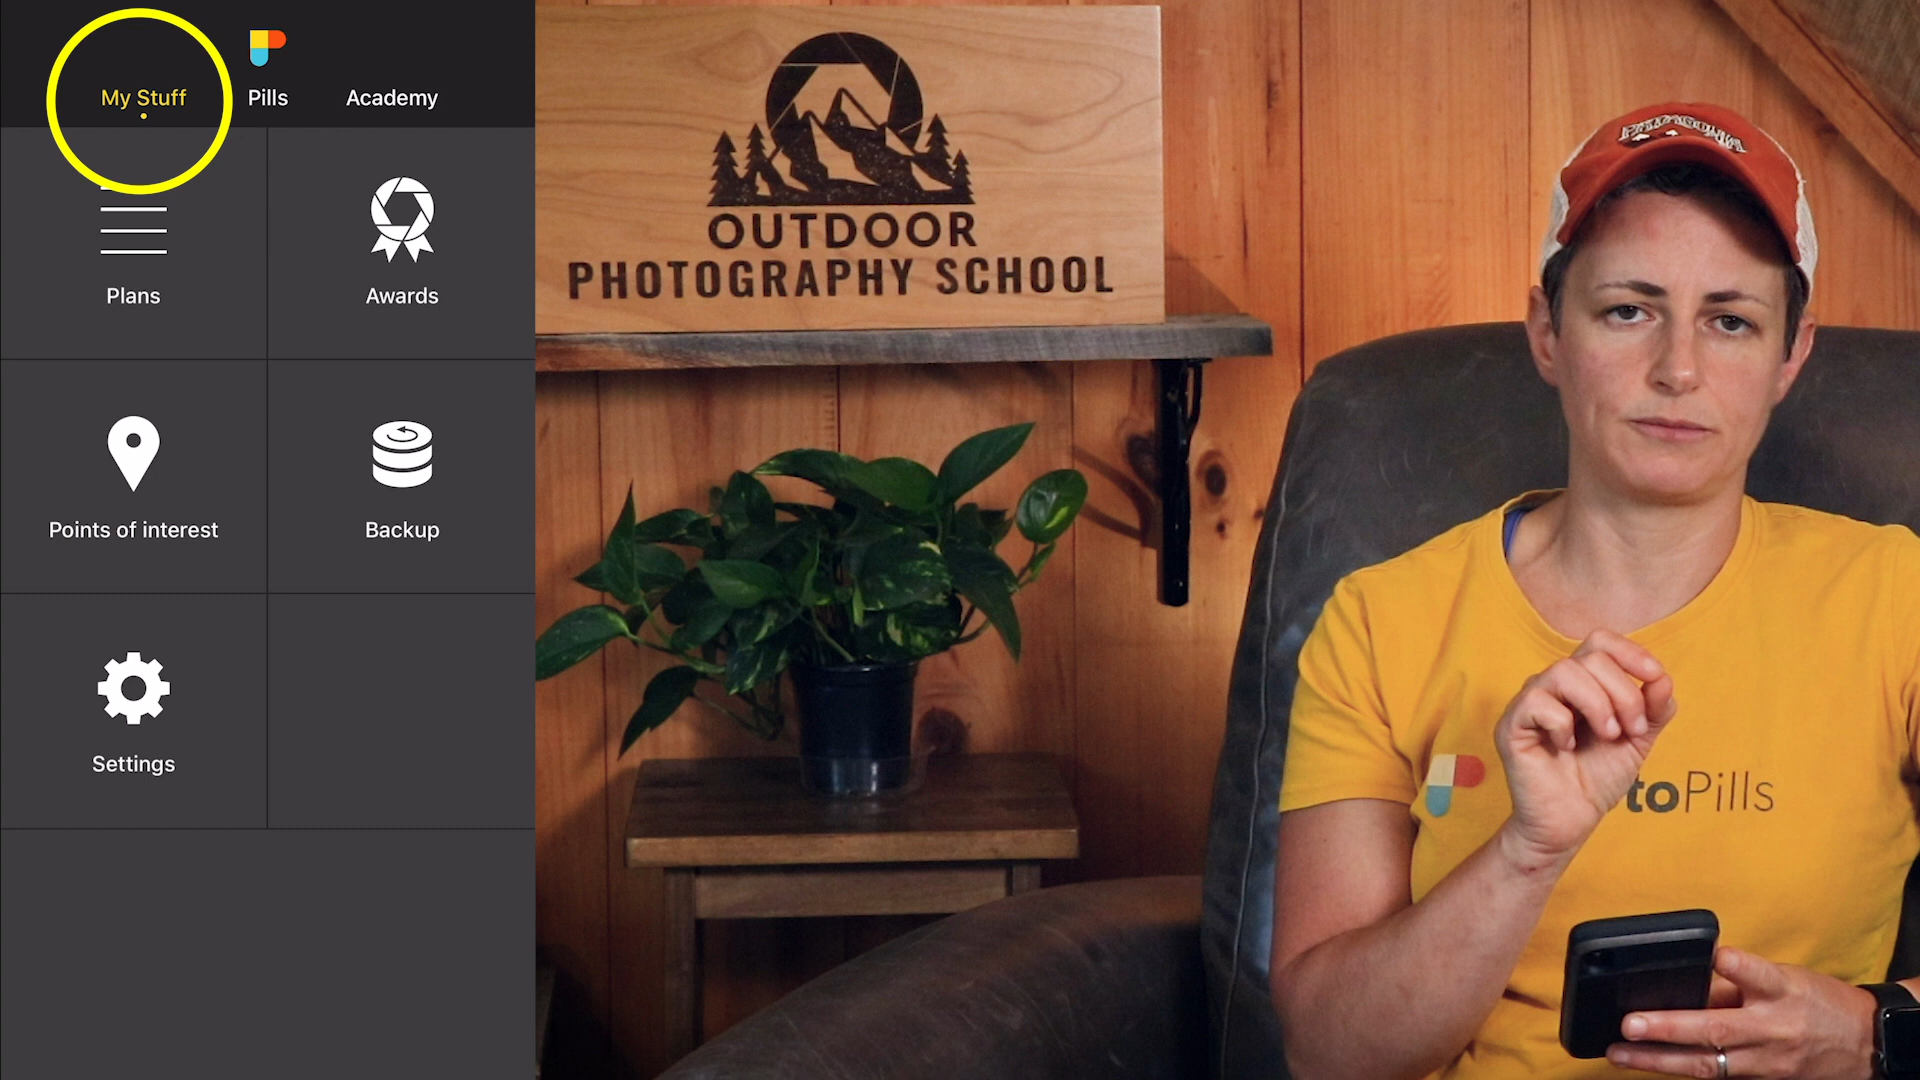 My Stuff
Pills
Academy
Plans
Awards
Points of interest
Backup
Settings
OUTDOOR
PHOTOGRAPHY SCHOOL
toPills